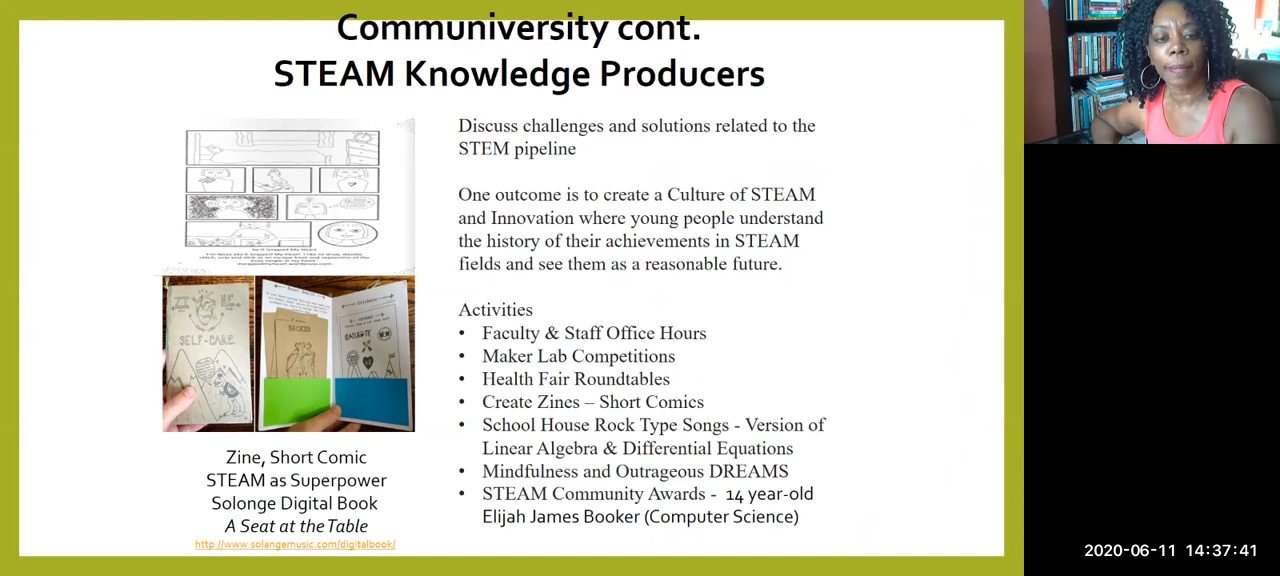 Communiversity cont.
STEAM Knowledge Producers
Discuss challenges and solutions related to the
STEM pipeline
One outcome is to create a Culture of STEAM
and Innovation where young people understand
the history of their achievements in STEAM
fields and see them as a reasonable future.
Activities
• Faculty & Staff Office Hours
• Maker Lab Competitions
• Health Fair Roundtables
• Create Zines – Short Comics
• School House Rock Type Songs - Version of
Linear Algebra & Differential Equations
• Mindfulness and Outrageous DREAMS
• STEAM Community Awards - 14 year-old
Elijah James Booker (Computer Science)
SELF-CARE
BROKEN
Zine, Short Comic
STEAM as Superpower
Solonge Digital Book
A Seat at the Table
http://www.solangemusic.com/digitalbook/
2020-06-11 14:37:41